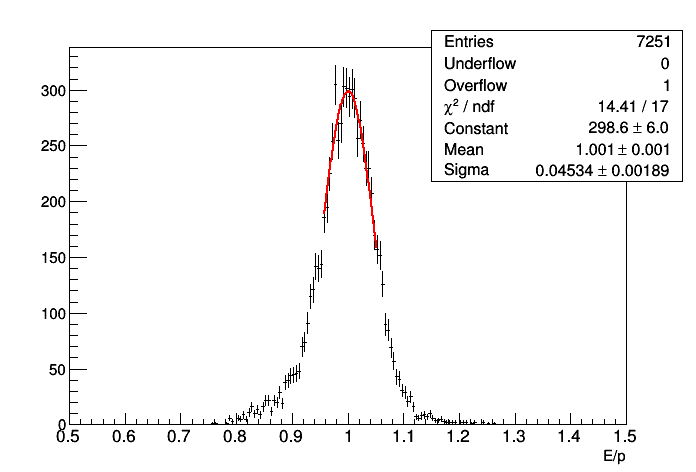 Entries 7251
Underflow 0
Overflow 1
χ² / ndf 14.41 / 17
Constant 298.6 ± 6.0
Mean 1.001 ± 0.001
Sigma 0.04534 ± 0.00189
300
250
200
150
100
50
0
0.5 0.6 0.7 0.8 0.9 1 1.1 1.2 1.3 1.4 1.5
E/p